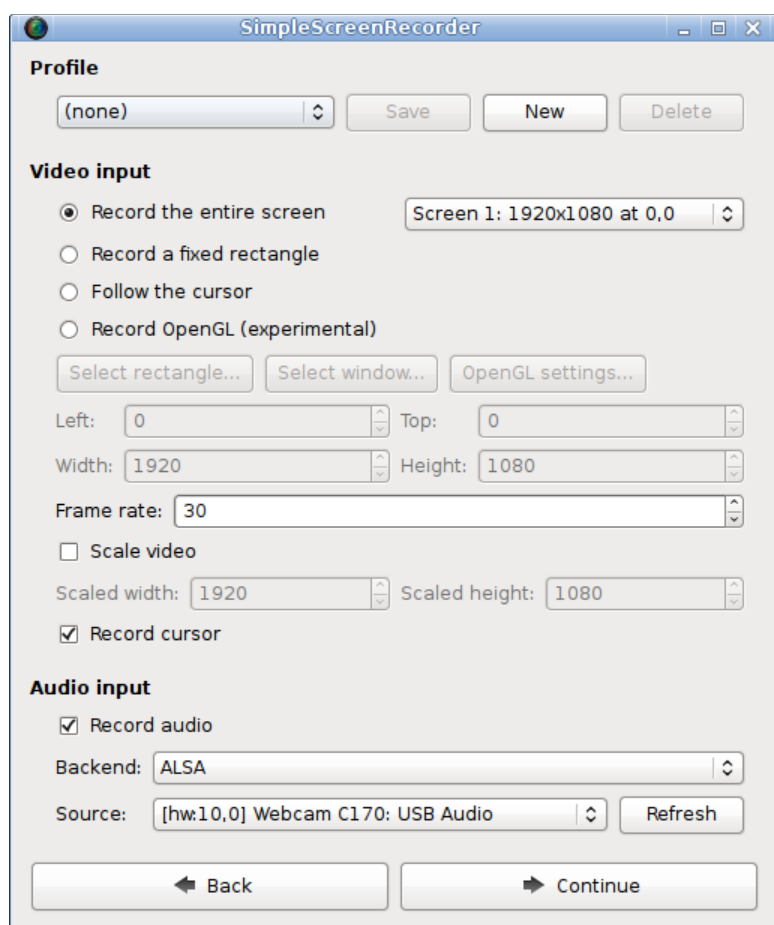 SimpleScreenRecorder
Profile
(none) Save New Delete
Video input
Record the entire screen Screen 1: 1920x1080 at 0,0
Record a fixed rectangle
Follow the cursor
Record OpenGL (experimental)
Select rectangle... Select window... OpenGL settings...
Left: 0 Top: 0
Width: 1920 Height: 1080
Frame rate: 30
Scale video
Scaled width: 1920 Scaled height: 1080
Record cursor
Audio input
Record audio
Backend: ALSA
Source: [hw:10,0] Webcam C170: USB Audio Refresh
Back Continue